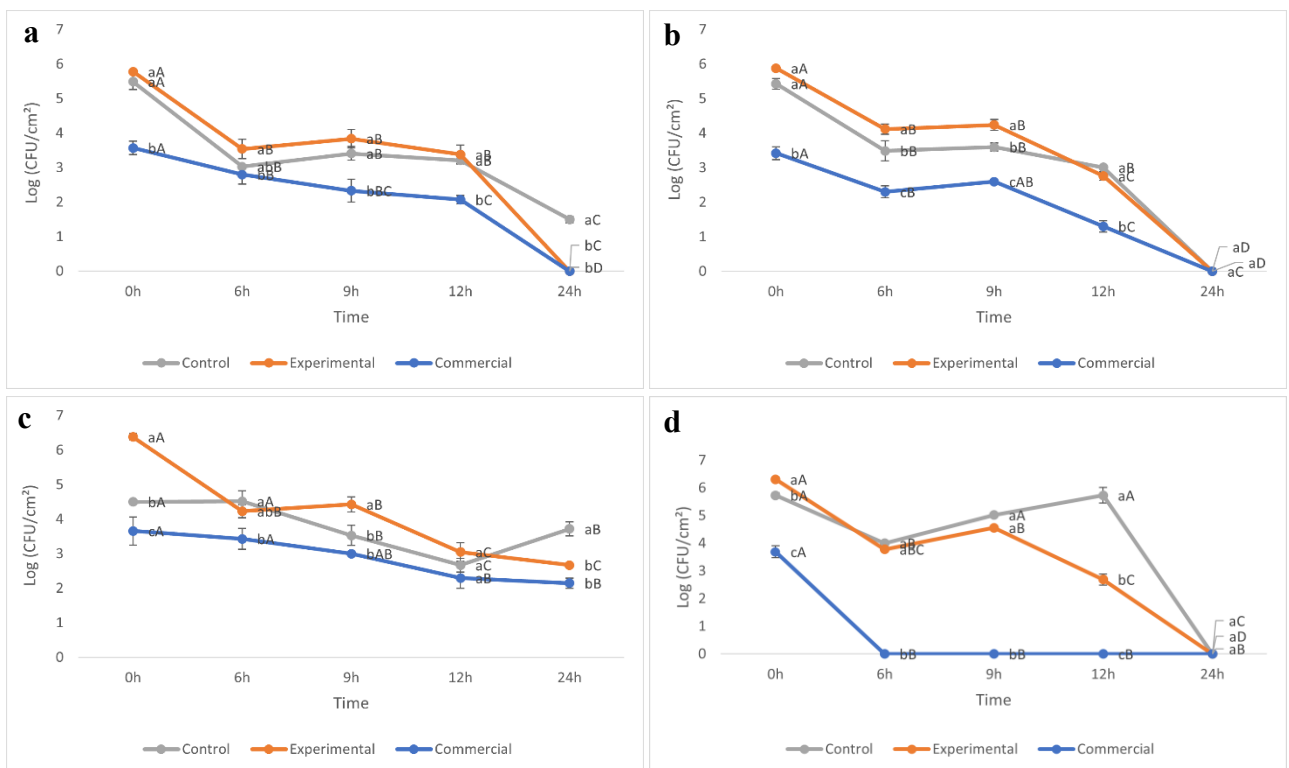 a
7
6
5
4
3
2
1
0
Log (CFU/cm²)
aA
aA
bA
aB
abB
bB
aB
aB
bBC
aB
aB
bC
aC
bC
bD
0h 6h 9h 12h 24h
Time
Control Experimental Commercial
b
7
6
5
4
3
2
1
0
Log (CFU/cm²)
aA
aA
bA
aB
bB
cB
aB
bB
cAB
aB
aC
bC
aD
aD
aC
0h 6h 9h 12h 24h
Time
Control Experimental Commercial
c
7
6
5
4
3
2
1
0
Log (CFU/cm²)
aA
bA
cA
aA
abB
bA
aB
bB
bAB
aC
aC
aB
aB
bC
bB
0h 6h 9h 12h 24h
Time
Control Experimental Commercial
d
7
6
5
4
3
2
1
0
Log (CFU/cm²)
aA
bA
cA
aB
aBC
bB
aA
aB
bB
aA
bC
cB
aC
aD
aB
0h 6h 9h 12h 24h
Time
Control Experimental Commercial